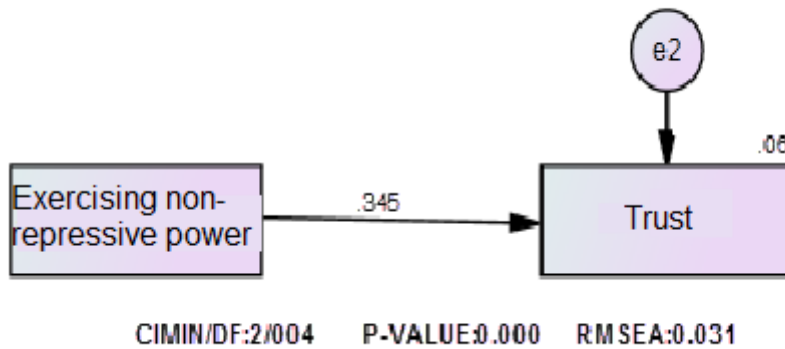 e2
.06
Exercising non-
repressive power
.345
Trust
CIMIN/DF:2/004 P-VALUE:0.000 RMSEA:0.031